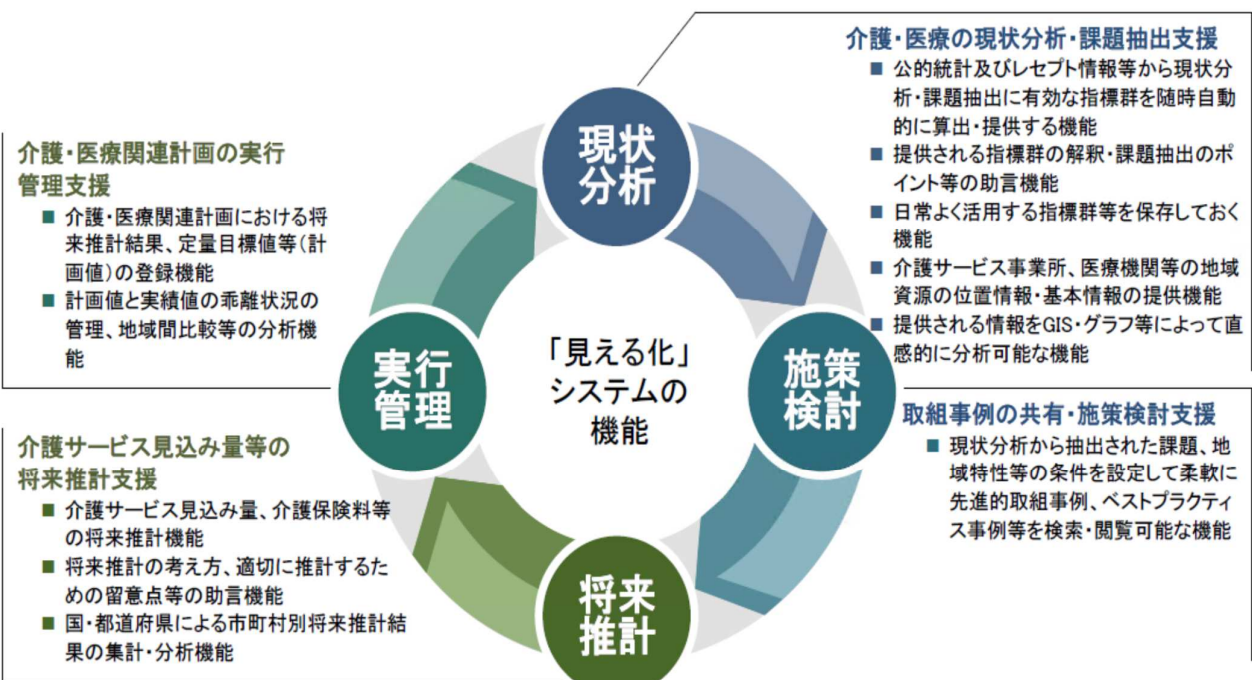 介護・医療の現状分析・課題抽出支援
■ 公的統計及びレセプト情報等から現状分
析・課題抽出に有効な指標群を随時自動
的に算出・提供する機能
■ 提供される指標群の解釈・課題抽出のポ
イント等の助言機能
■ 日常よく活用する指標群等を保存しておく
機能
■ 介護サービス事業所、医療機関等の地域
資源の位置情報・基本情報の提供機能
■ 提供される情報をGIS・グラフ等によって直
感的に分析可能な機能
取組事例の共有・施策検討支援
■ 現状分析から抽出された課題、地
域特性等の条件を設定して柔軟に
先進的取組事例、ベストプラクティ
ス事例等を検索・閲覧可能な機能
介護・医療関連計画の実行
管理支援
■ 介護・医療関連計画における将
来推計結果、定量目標値等(計
画値)の登録機能
■ 計画値と実績値の乖離状況の
管理、地域間比較等の分析機
能
介護サービス見込み量等の
将来推計支援
■ 介護サービス見込み量、介護保険料等
の将来推計機能
■ 将来推計の考え方、適切に推計するた
めの留意点等の助言機能
■ 国・都道府県による市町村別将来推計結
果の集計・分析機能
現状
分析
施策
検討
将来
推計
実行
管理
「見える化」
システムの
機能